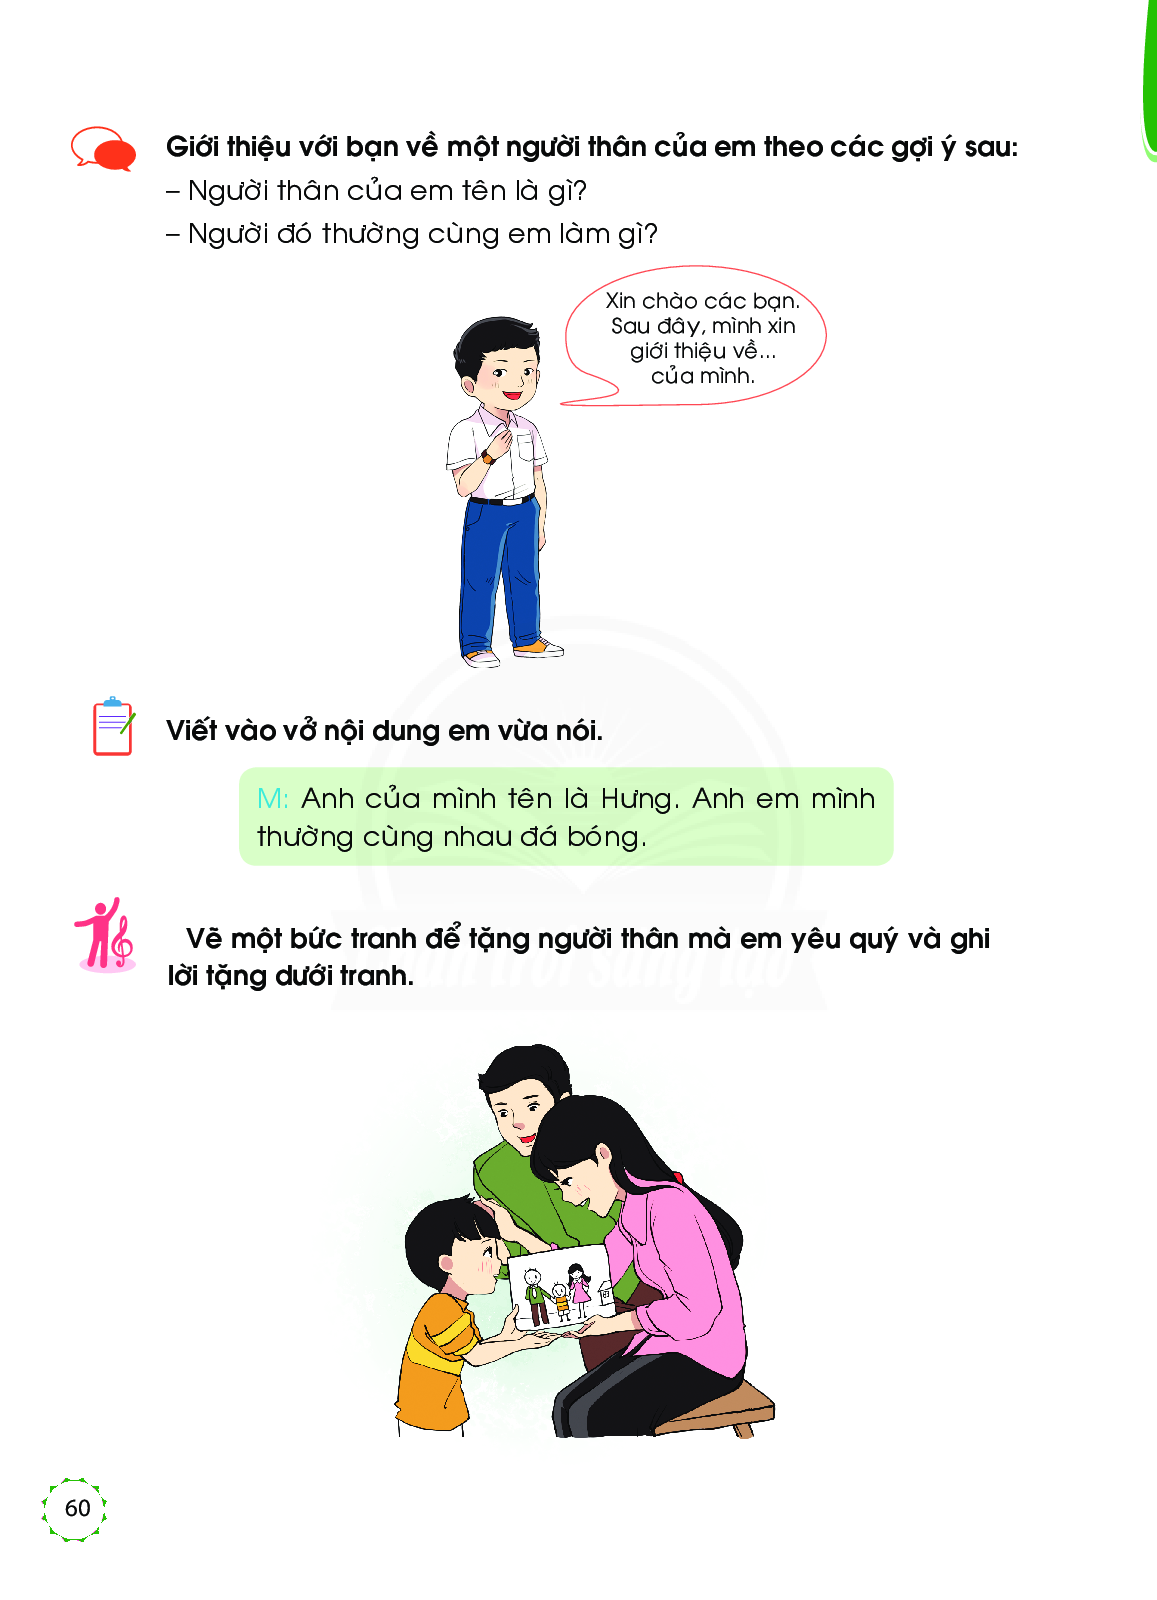 Giới thiệu với bạn về một người thân của em theo các gợi ý sau:
– Người thân của em tên là gì?
– Người đó thường cùng em làm gì?
Xin chào các bạn.
Sau đây, mình xin
giới thiệu về...
của mình.
Viết vào vở nội dung em vừa nói.
M: Anh của mình tên là Hưng. Anh em mình
thường cùng nhau đá bóng.
Vẽ một bức tranh để tặng người thân mà em yêu quý và ghi
lời tặng dưới tranh.
Chân trời sáng tạo
60